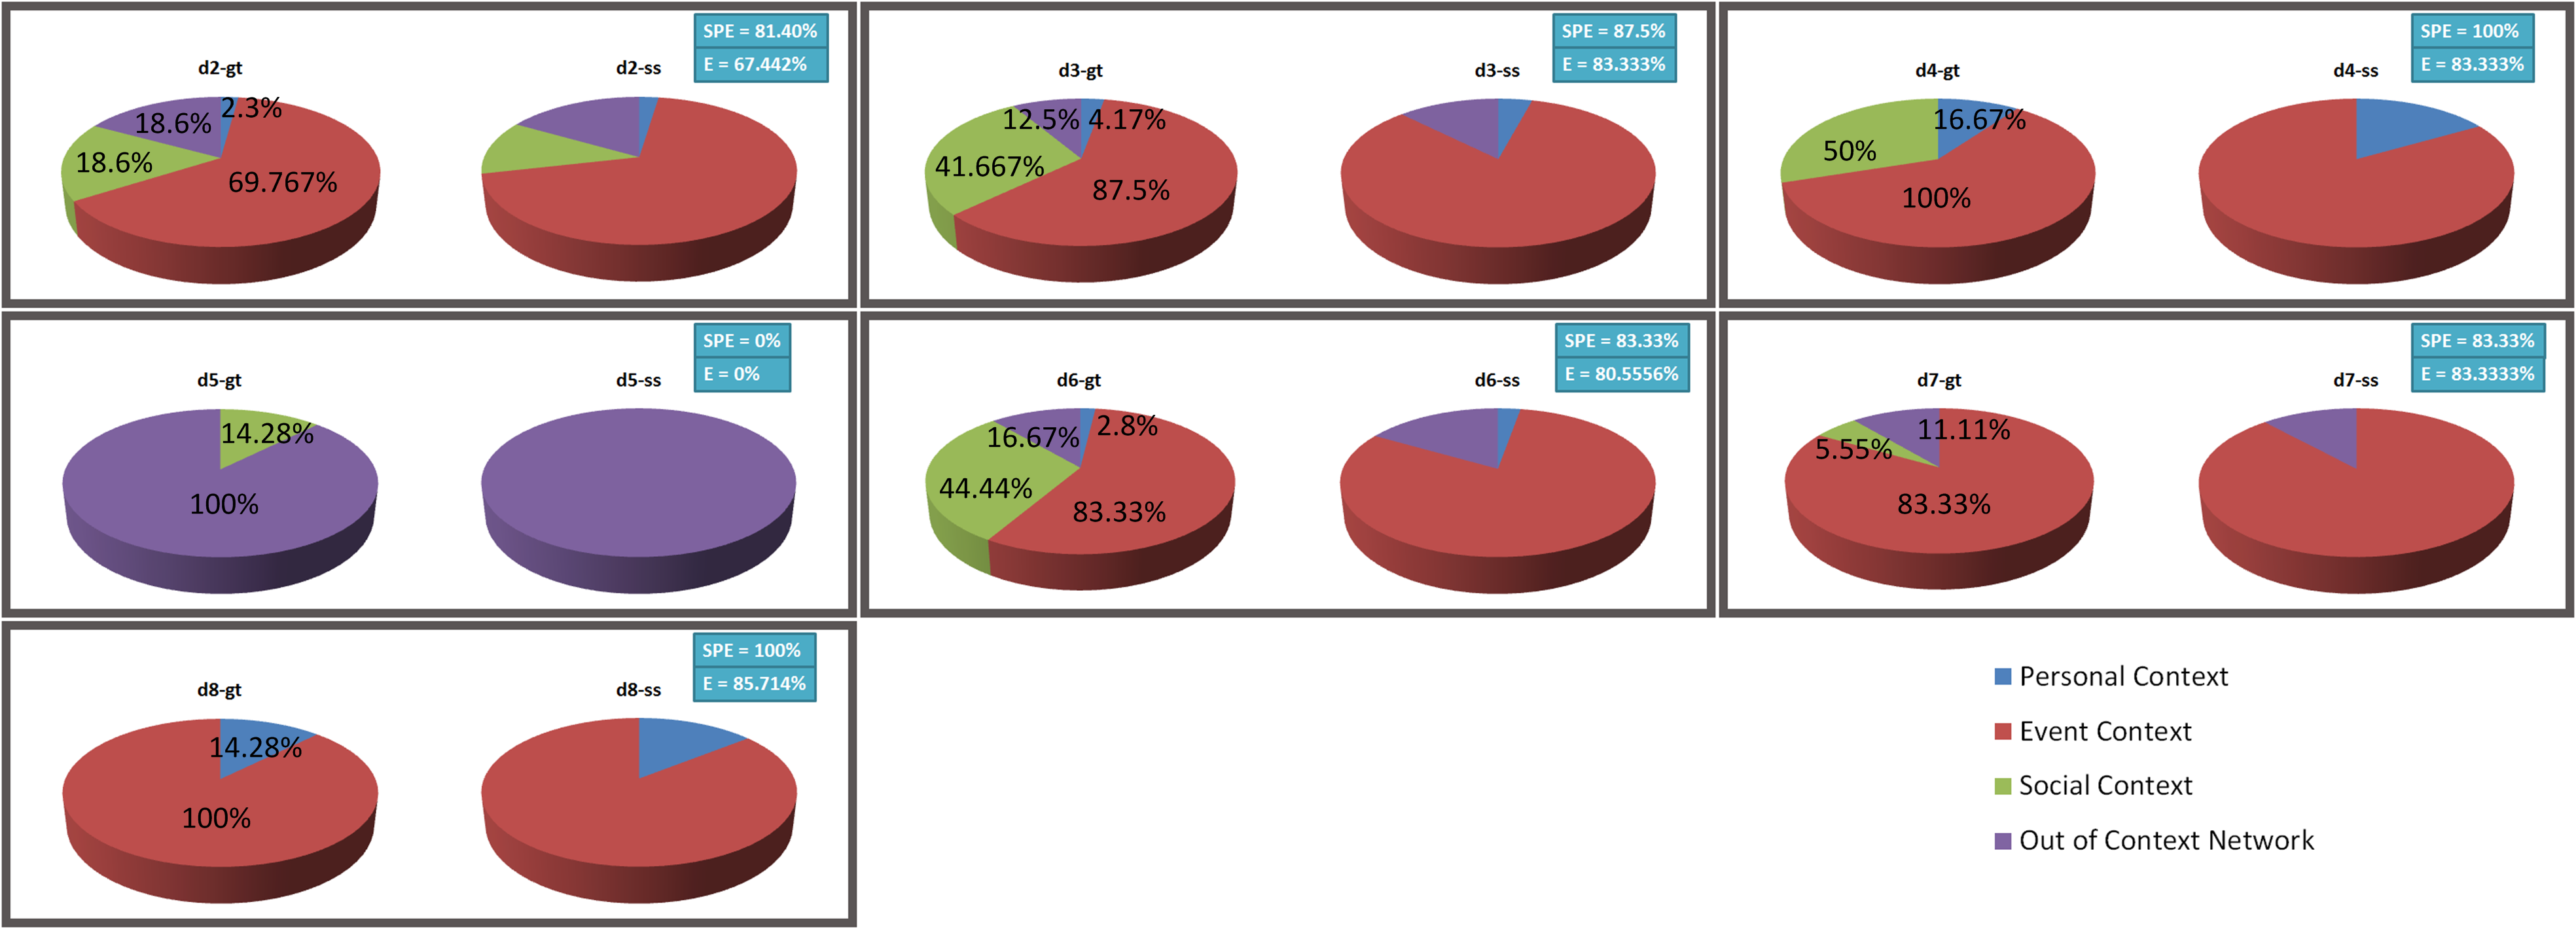 SPE = 81.40%
E = 67.442%
d2-gt
d2-ss
2.3%
18.6%
18.6%
69.767%
SPE = 87.5%
E = 83.333%
d3-gt
d3-ss
12.5%
4.17%
41.667%
87.5%
SPE = 100%
E = 83.333%
d4-gt
d4-ss
16.67%
50%
100%
SPE = 0%
E = 0%
d5-gt
d5-ss
14.28%
100%
SPE = 83.33%
E = 80.5556%
d6-gt
d6-ss
2.8%
16.67%
44.44%
83.33%
SPE = 83.33%
E = 83.3333%
d7-gt
d7-ss
11.11%
5.55%
83.33%
SPE = 100%
E = 85.714%
d8-gt
d8-ss
14.28%
100%
Personal Context
Event Context
Social Context
Out of Context Network